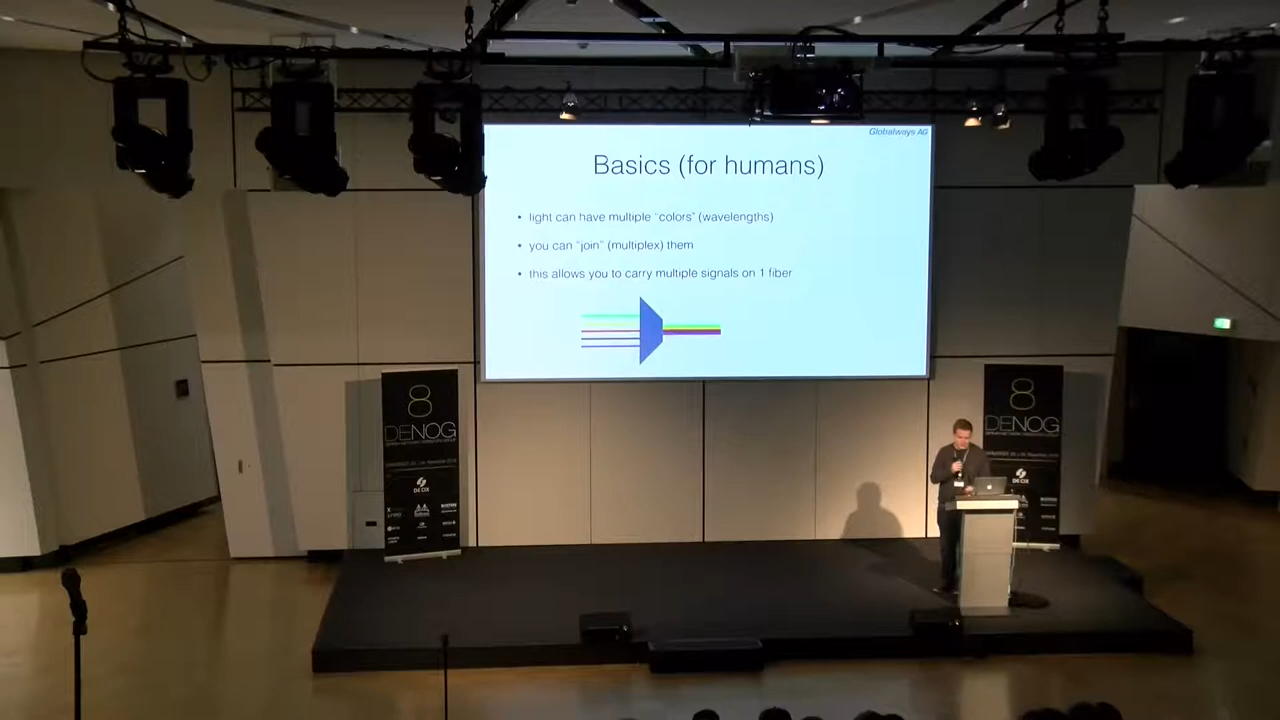 Globalways AG
Basics (for humans)
• light can have multiple “colors” (wavelengths)
• you can “join” (multiplex) them
• this allows you to carry multiple signals on 1 fiber
8
DENOG
DE CIX
8
DENOG
DE CIX